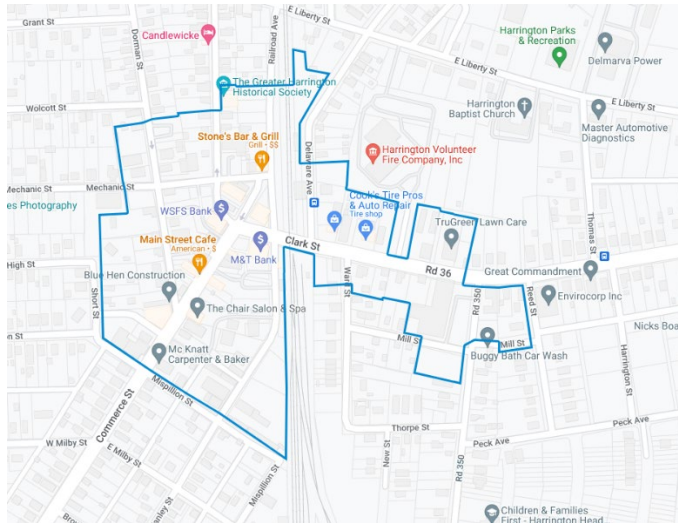 Grant St
Candlewicke
Dorman St
Railroad Ave
E Liberty St
Harrington Parks
& Recreation
Delmarva Power
E Liberty St
The Greater Harrington
Historical Society
Wolcott St
Harrington
Baptist Church
E Liberty St
Master Automotive
Diagnostics
Stone's Bar & Grill
Grill • $$
Delaware Ave
Harrington Volunteer
Fire Company, Inc
Mechanic St
Mechanic St
es Photography
WSFS Bank
Cook's Tire Pros
& Auto Repair
Tire shop
TruGreen Lawn Care
Main Street Cafe
American • $
M&T Bank
Clark St
Rd 36
Thomas St
High St
Blue Hen Construction
Short St
Ward St
Great Commandment
Rd 350
Reed St
Envirocorp Inc
The Chair Salon & Spa
Nicks Boa
on St
Mc Knatt
Carpenter & Baker
Mill St
Mill St
Buggy Bath Car Wash
Harrington St
Mispillion St
Commerce St
Thorpe St
Peck Ave
Peck Ave
W Milby St
E Milby St
Mispillion St
New St
Rd 350
Children & Families
First - Harrington Head